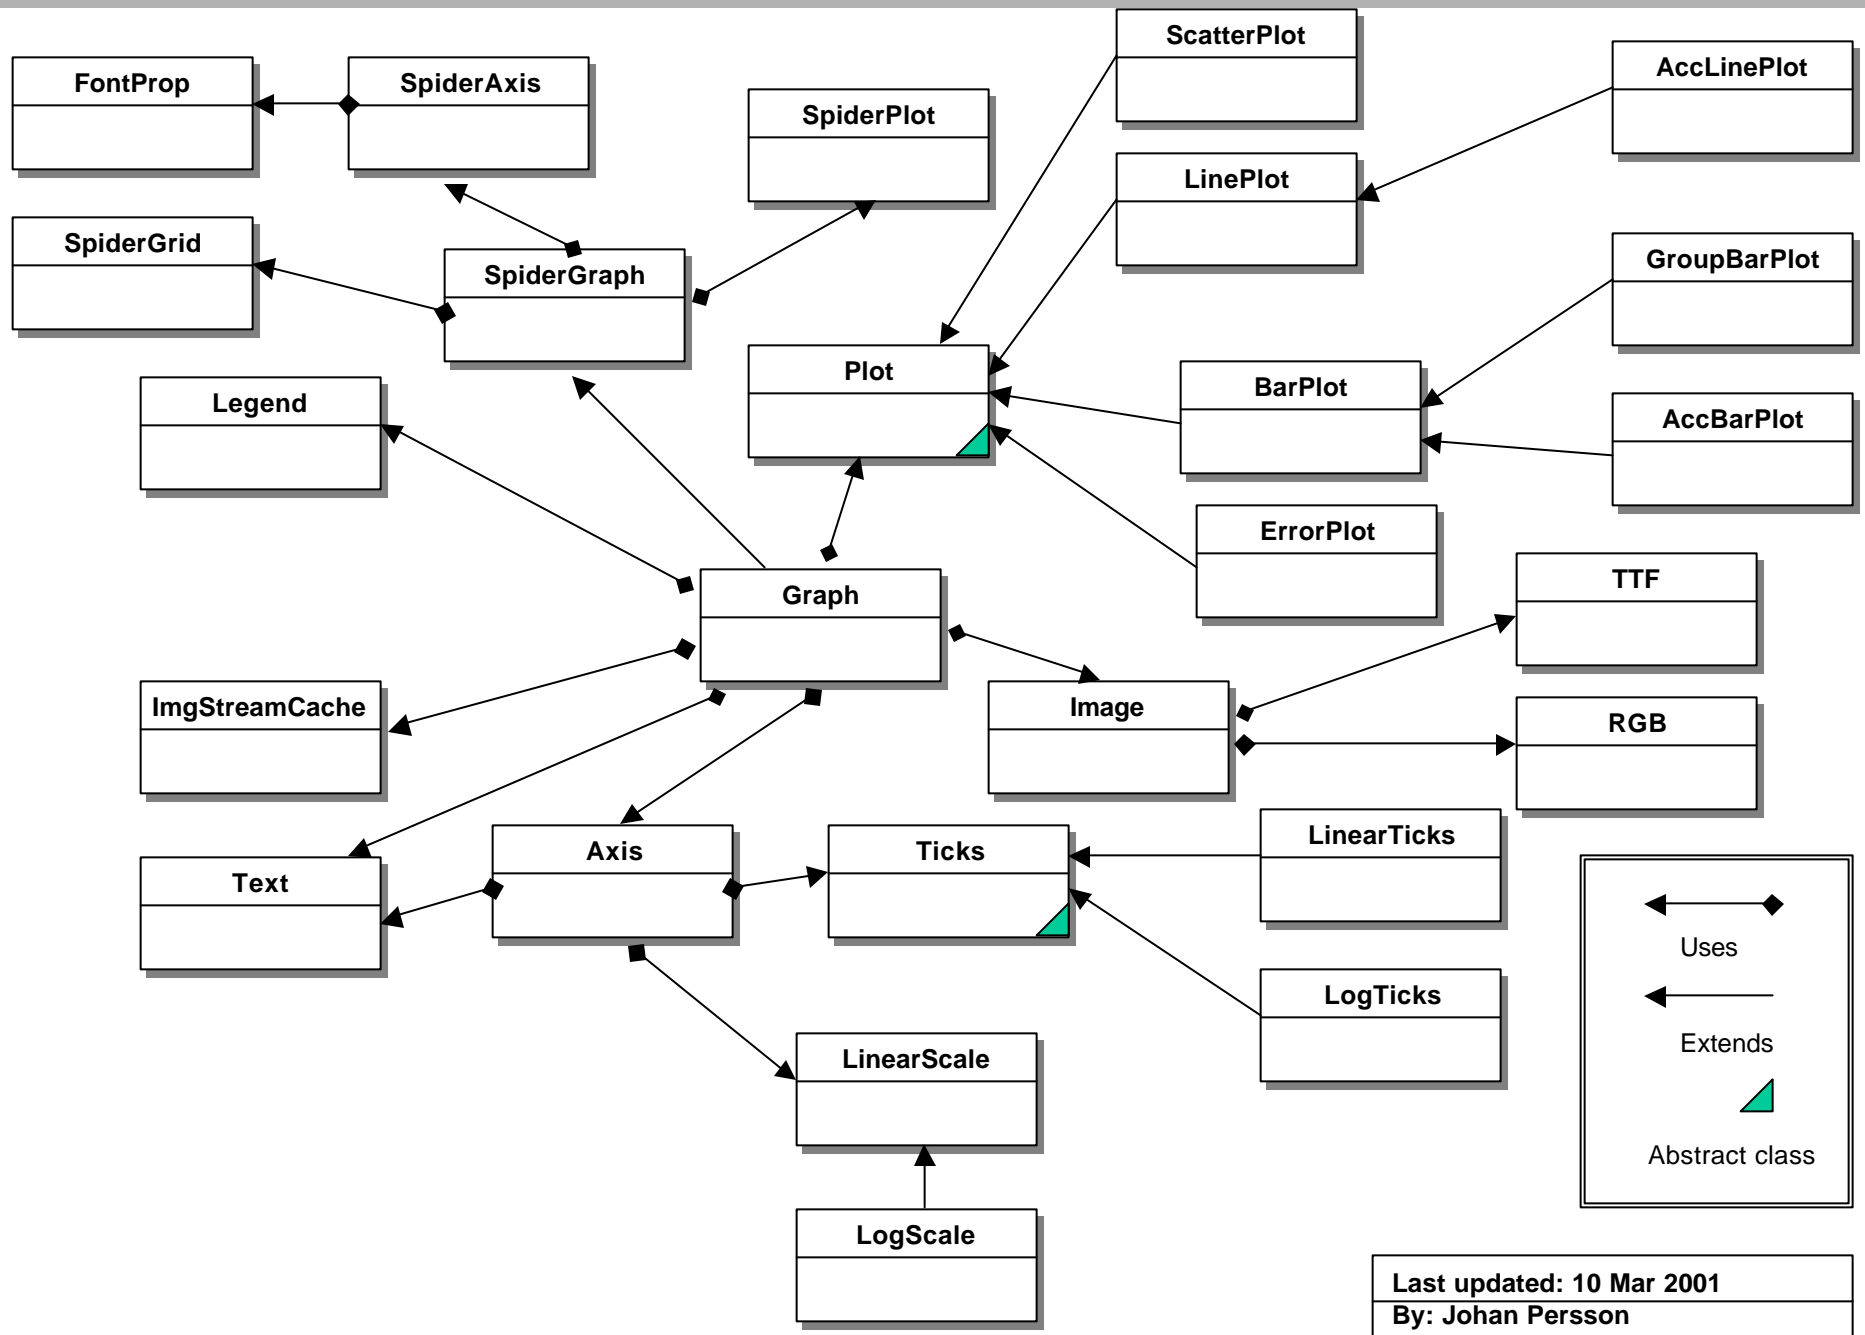 ScatterPlot
AccLinePlot
FontProp
SpiderAxis
SpiderPlot
LinePlot
SpiderGrid
SpiderGraph
GroupBarPlot
Plot
BarPlot
Legend
AccBarPlot
ErrorPlot
TTF
Graph
ImgStreamCache
Image
RGB
LinearTicks
Axis
Ticks
Text
Uses
LogTicks
Extends
LinearScale
Abstract class
LogScale
Last updated: 10 Mar 2001
By: Johan Persson